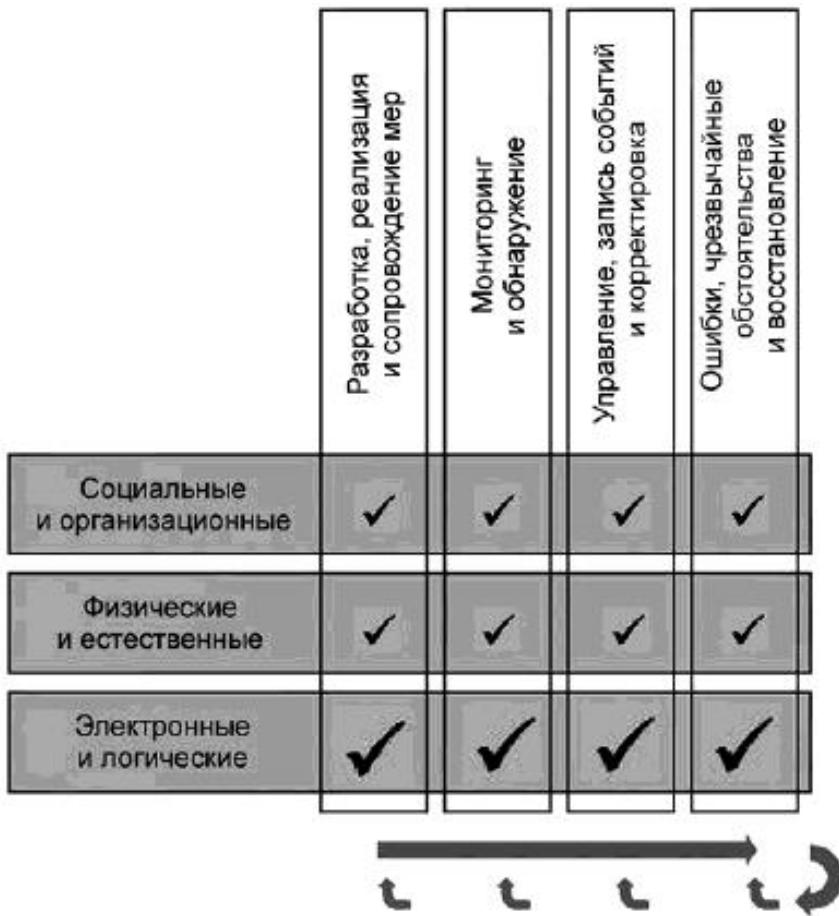 Разработка, реализация
и сопровождение мер
Мониторинг
и обнаружение
Управление, запись событий
и корректировка
Ошибки, чрезвычайные
обстоятельства
и восстановление
Социальные
и организационные
Физические
и естественные
Электронные
и логические